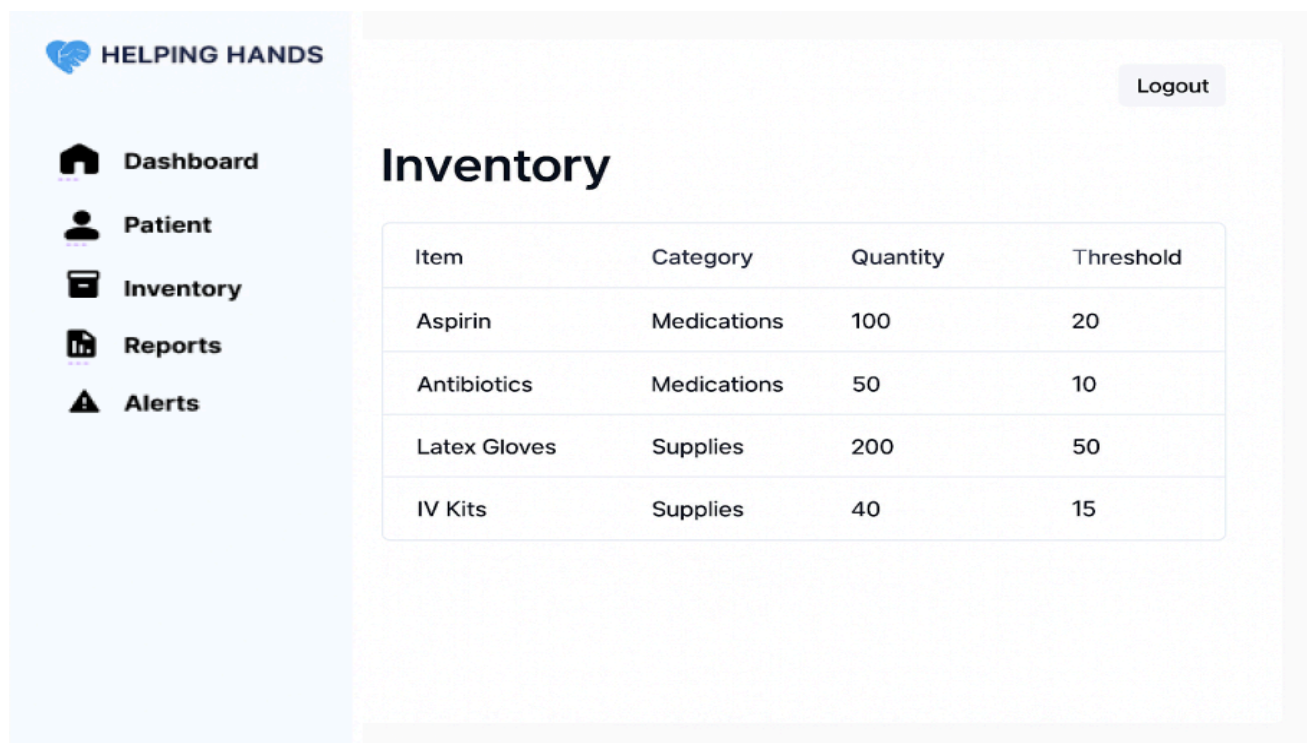 HELPING HANDS
Dashboard
Patient
Inventory
Reports
Alerts
Logout
Inventory
Item Category Quantity Threshold
Aspirin Medications 100 20
Antibiotics Medications 50 10
Latex Gloves Supplies 200 50
IV Kits Supplies 40 15